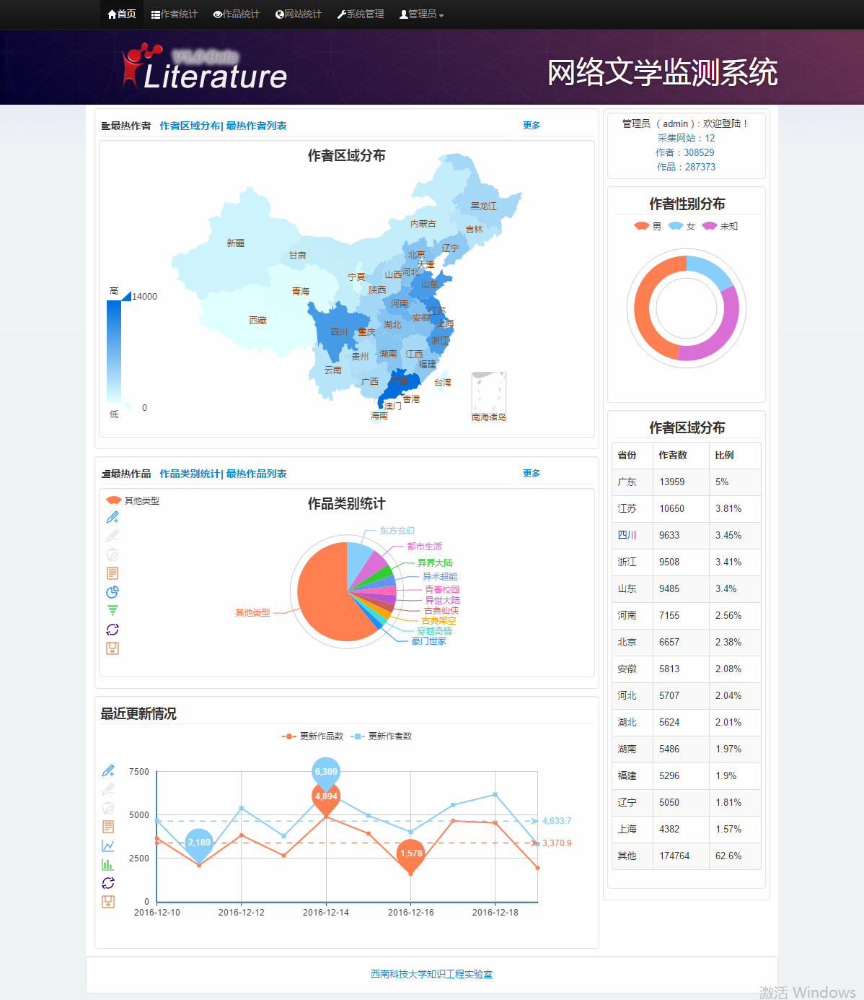 首页 作者统计 作品统计 网站统计 系统管理 管理员
V1.0 Beta
Literature
网络文学监测系统
最热作者 作者区域分布| 最热作者列表 更多
作者区域分布
黑龙江
内蒙古
吉林
新疆
辽宁
甘肃
北京
天津
宁夏
山西
河北
山东
青海
陕西
高
14000
河南
江苏
西藏
安徽
湖北
上海
四川
重庆
浙江
贵州
湖南
江西
福建
云南
广西
广东
台湾
香港
澳门
0
低
海南
南海诸岛
最热作品 作品类别统计| 最热作品列表 更多
其他类型
作品类别统计
东方玄幻
都市生活
异界大陆
异术超能
青春校园
异世大陆
古典仙侠
其他类型
古典架空
穿越奇情
豪门世家
最近更新情况
更新作品数 更新作者数
7500
5000
2500
0
6,309
4,894
2,189
1,578
4,633.7
3,370.9
2016-12-10 2016-12-12 2016-12-14 2016-12-16 2016-12-18
管理员 ( admin ) : 欢迎登陆！
采集网站：12
作者：308529
作品：287373
作者性别分布
男 女 未知
作者区域分布
省份 作者数 比例
广东 13959 5%
江苏 10650 3.81%
四川 9633 3.45%
浙江 9508 3.41%
山东 9485 3.4%
河南 7155 2.56%
北京 6657 2.38%
安徽 5813 2.08%
河北 5707 2.04%
湖北 5624 2.01%
湖南 5486 1.97%
福建 5296 1.9%
辽宁 5050 1.81%
上海 4382 1.57%
其他 174764 62.6%
西南科技大学知识工程实验室
激活 Windows